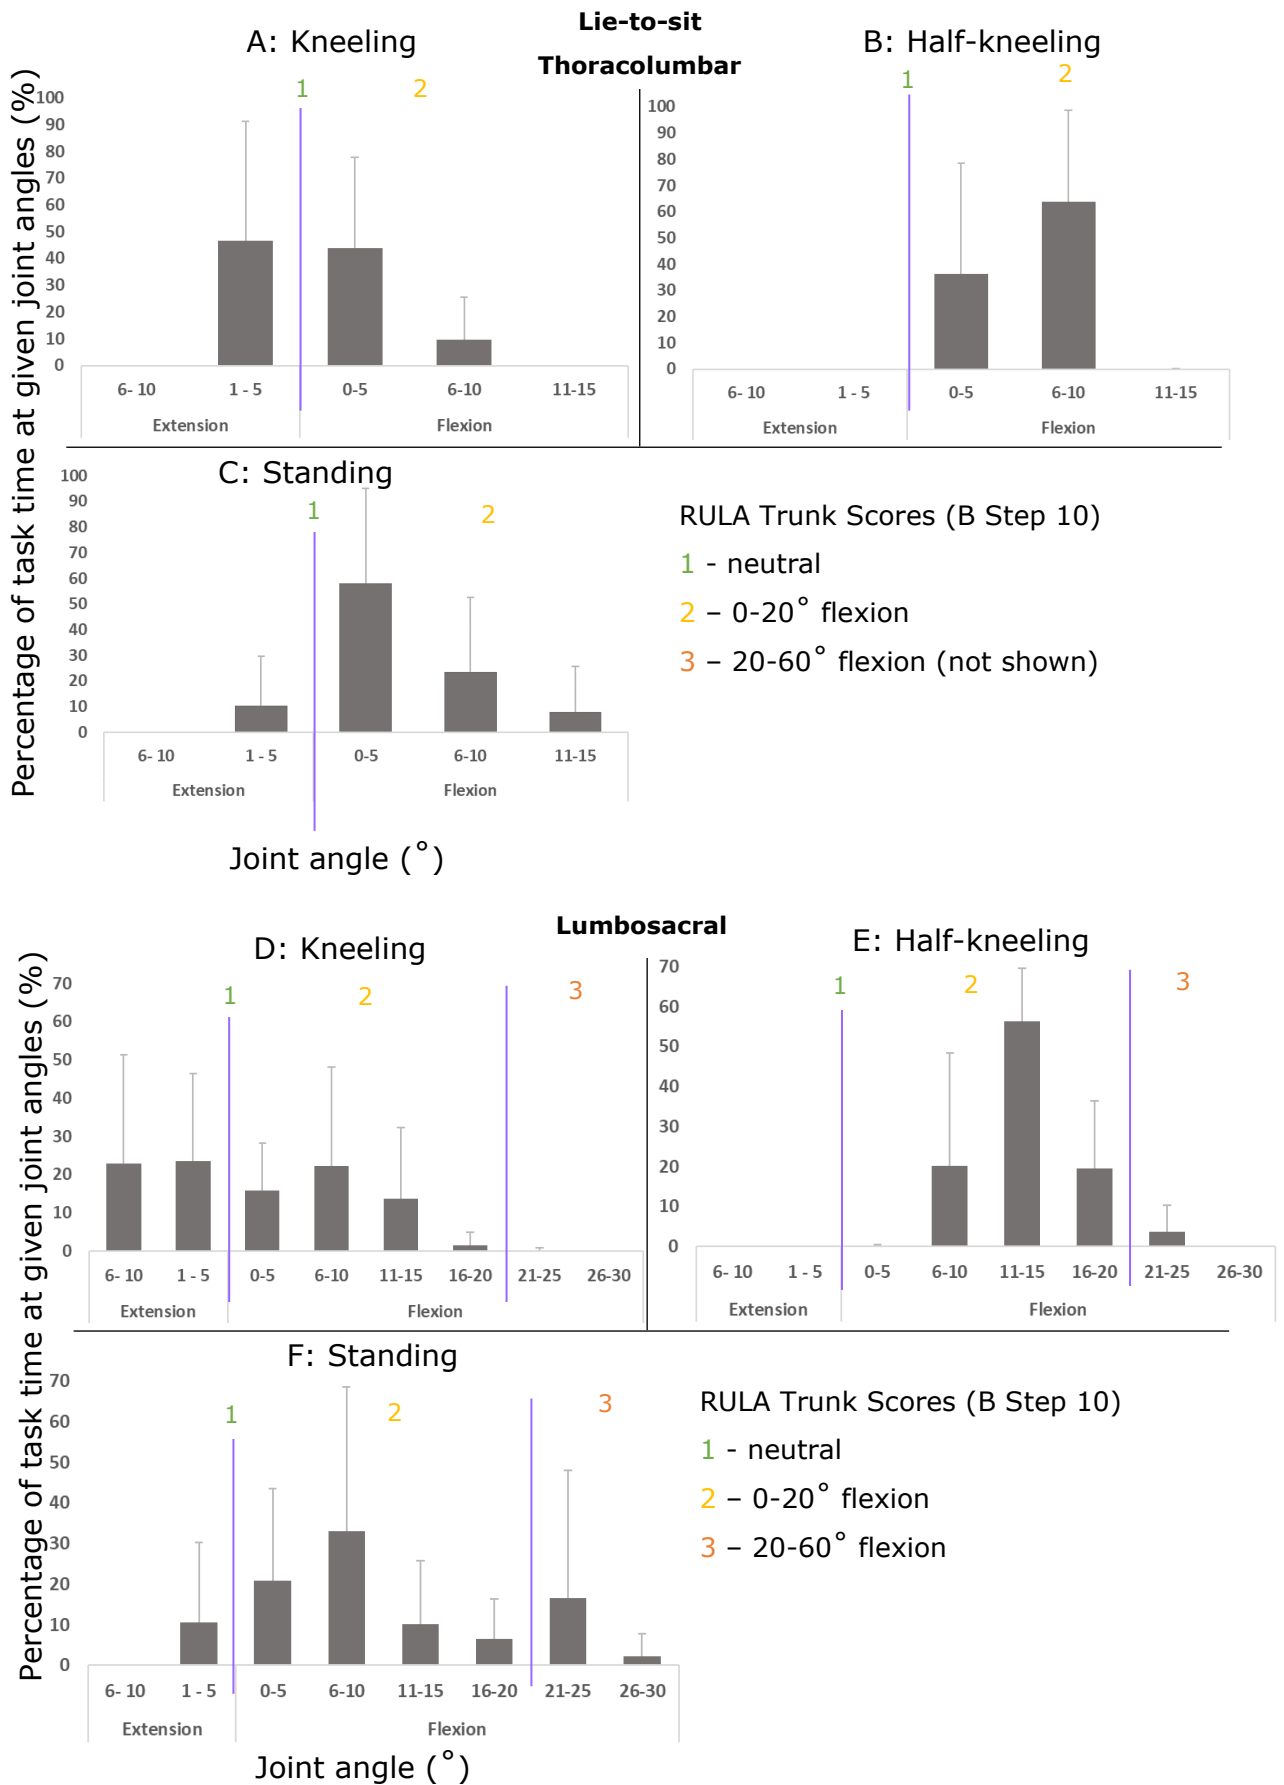 Lie-to-sit
Thoracolumbar
Percentage of task time at given joint angles (%)
A: Kneeling
1 2
100
90
80
70
60
50
40
30
20
10
0
6- 10 1 - 5 0-5 6-10 11-15
Extension Flexion
B: Half-kneeling
1 2
100
90
80
70
60
50
40
30
20
10
0
6- 10 1 - 5 0-5 6-10 11-15
Extension Flexion
C: Standing
1 2
100
90
80
70
60
50
40
30
20
10
0
6- 10 1 - 5 0-5 6-10 11-15
Extension Flexion
Joint angle (˚)
RULA Trunk Scores (B Step 10)
1 - neutral
2 – 0-20˚ flexion
3 – 20-60˚ flexion (not shown)
Lumbosacral
Percentage of task time at given joint angles (%)
D: Kneeling
1 2 3
70
60
50
40
30
20
10
0
6- 10 1 - 5 0-5 6-10 11-15 16-20 21-25 26-30
Extension Flexion
E: Half-kneeling
1 2 3
70
60
50
40
30
20
10
0
6- 10 1 - 5 0-5 6-10 11-15 16-20 21-25 26-30
Extension Flexion
F: Standing
1 2 3
70
60
50
40
30
20
10
0
6- 10 1 - 5 0-5 6-10 11-15 16-20 21-25 26-30
Extension Flexion
Joint angle (˚)
RULA Trunk Scores (B Step 10)
1 - neutral
2 – 0-20˚ flexion
3 – 20-60˚ flexion